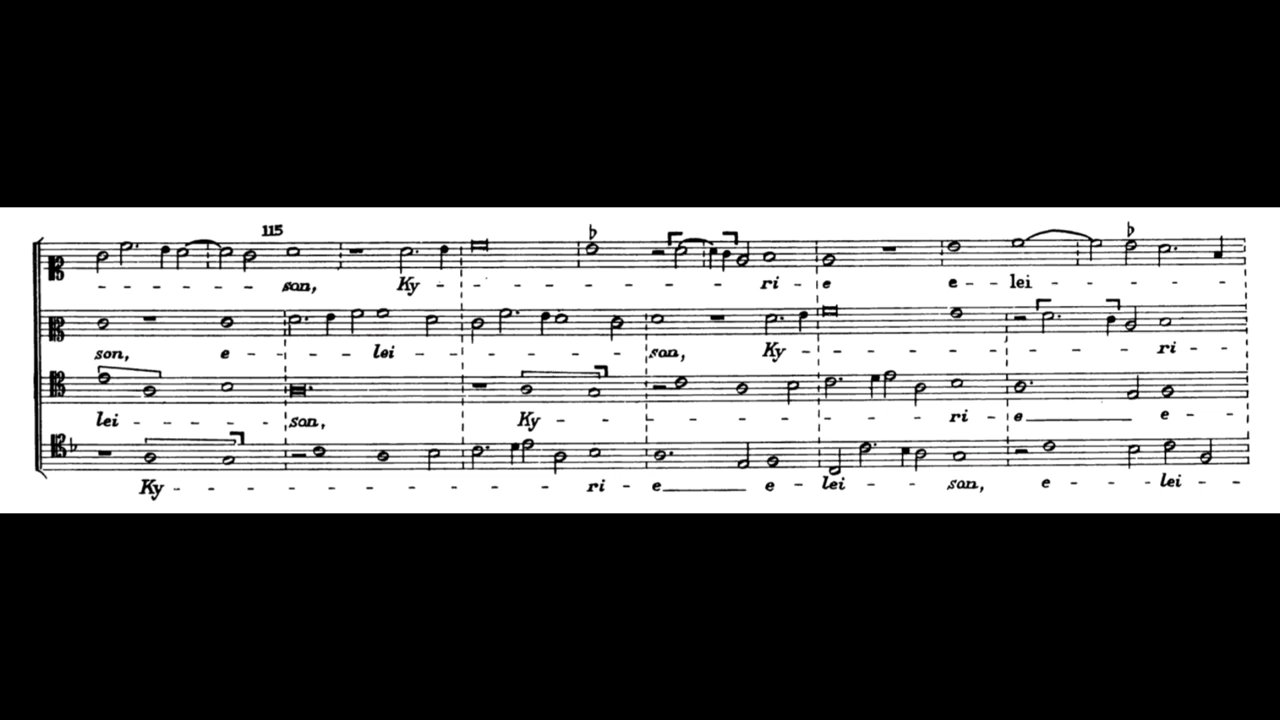 115
- - - - - - - - son, Ky - - - - - - - - - - - ri - e e - lei - - - - - -
son, e - - - lei - - - - - - - - - son, Ky - - - - - - - - - - - ri -
lei - - - - son, Ky - - - - - - - - - - - ri - e e -
Ky - - - - - - - - - - ri - e e - lei - - - son, e - - - lei - -